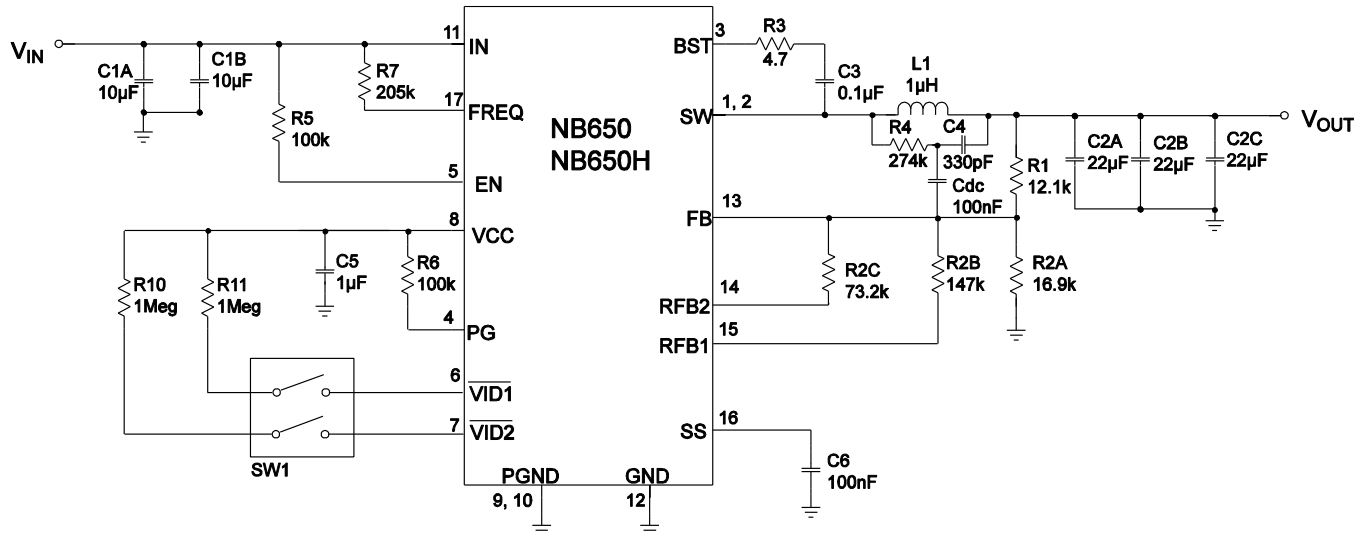 VIN
C1A
10µF
C1B
10µF
R5
100k
R7
205k
11
IN
17
FREQ
5
EN
8
VCC
4
PG
6
VID1
7
VID2
R10
1Meg
R11
1Meg
C5
1µF
R6
100k
SW1
NB650
NB650H
PGND
9, 10
GND
12
3
BST
R3
4.7
C3
0.1µF
1, 2
SW
L1
1µH
R4
274k
C4
330pF
Cdc
100nF
R1
12.1k
C2A
22µF
C2B
22µF
C2C
22µF
VOUT
13
FB
R2C
73.2k
R2B
147k
R2A
16.9k
14
RFB2
15
RFB1
16
SS
C6
100nF